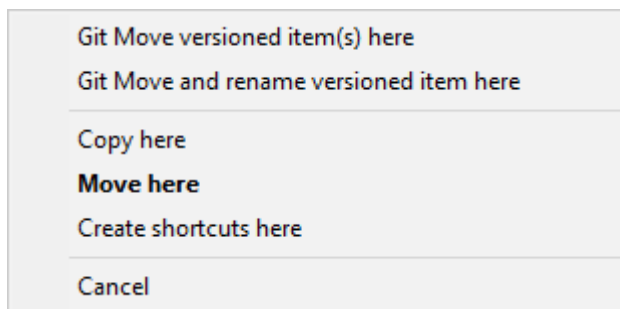 Git Move versioned item(s) here
Git Move and rename versioned item here
Copy here
Move here
Create shortcuts here
Cancel